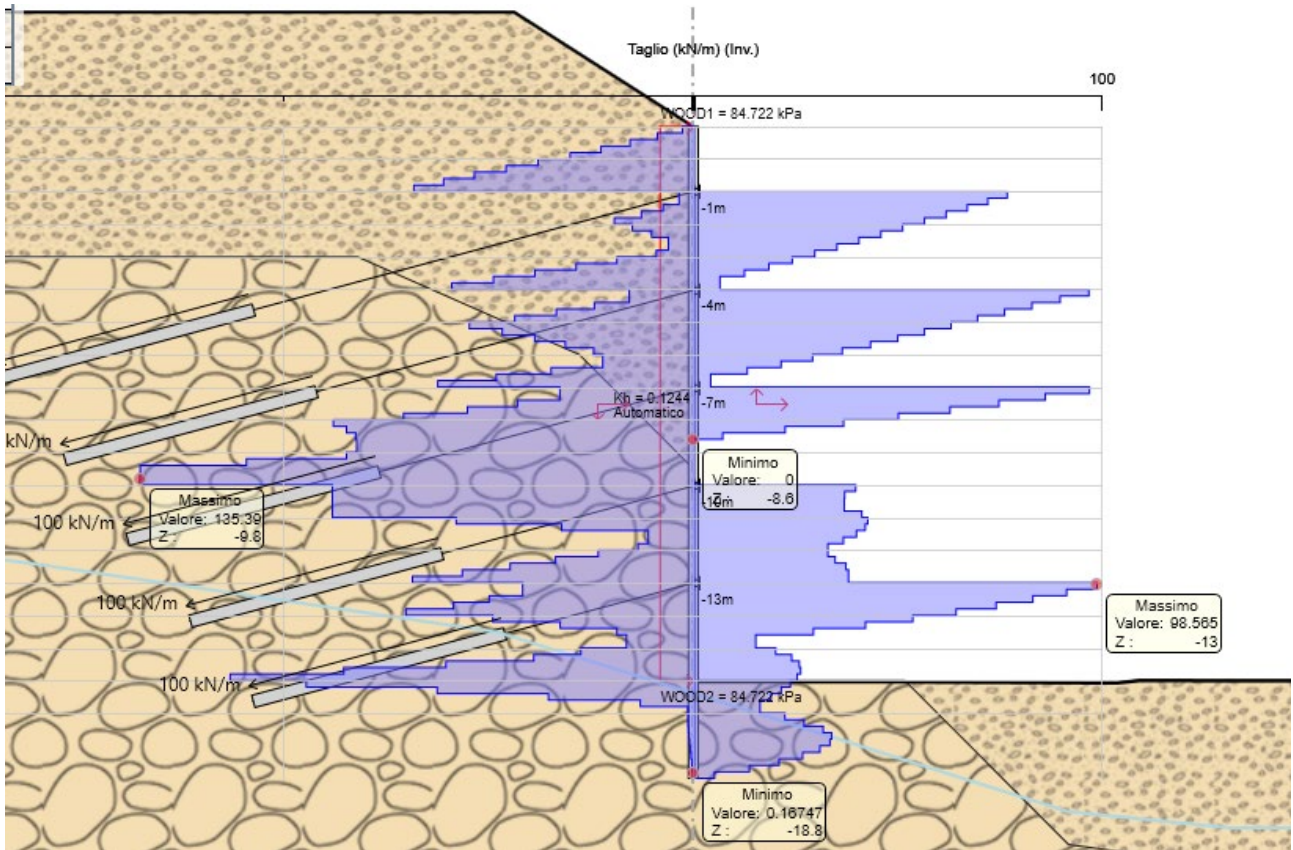 Taglio (kN/m) (Inv.)
100
WOOD1 = 84.722 kPa
-1m
-4m
Kh = 0.1244
Automatico
-7m
kN/m
Minimo
Valore: 0
Z : -8.6
-10m
Massimo
Valore: 135.39
Z : -9.8
100 kN/m
100 kN/m
-13m
Massimo
Valore: 98.565
Z : -13
100 kN/m
WOOD2 = 84.722 kPa
Minimo
Valore: 0.16747
Z : -18.8